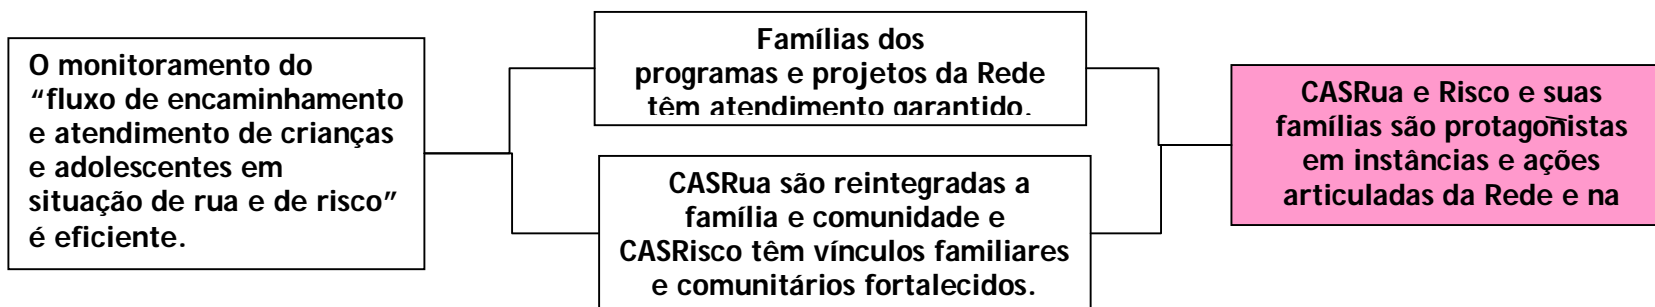 O monitoramento do
“fluxo de encaminhamento
e atendimento de crianças
e adolescentes em
situação de rua e de risco”
é eficiente.
Famílias dos
programas e projetos da Rede
têm atendimento garantido.
CASRua são reintegradas a
família e comunidade e
CASRisco têm vínculos familiares
e comunitários fortalecidos.
CASRua e Risco e suas
famílias são protagonistas
em instâncias e ações
articuladas da Rede e na